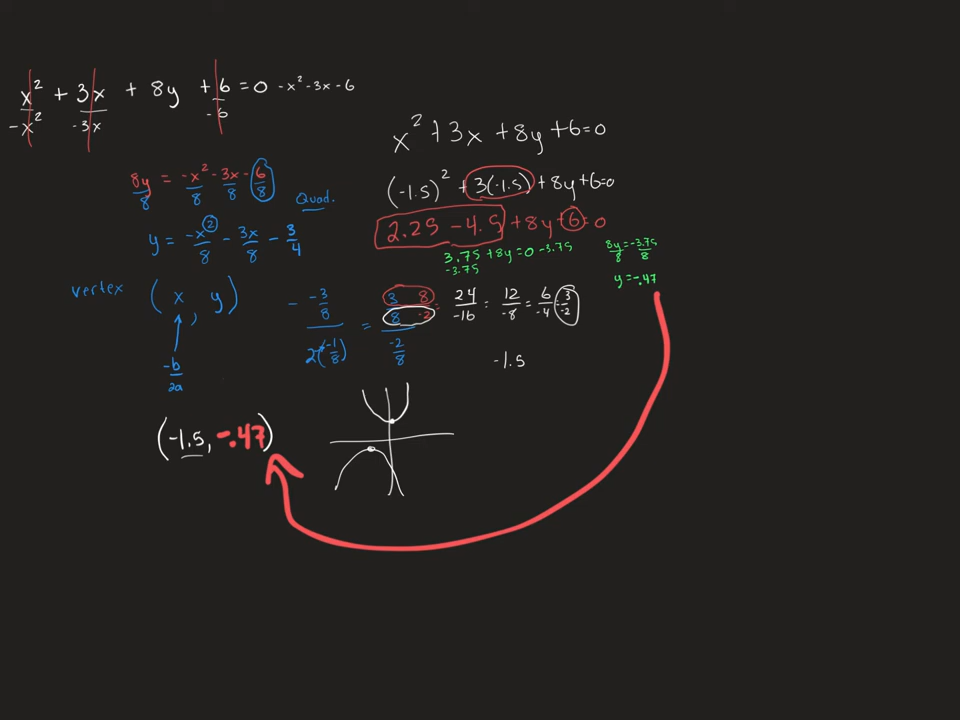 x² + 3x + 8y + 6 = 0 -x² -3x - 6
-x² -3x -6
8y/8 = -x²/8 - 3x/8 - 6/8
Quad.
y = -x²/8 - 3x/8 - 3/4
vertex ( x , y )
-b/2a
- -3/8 / 2(-1/8) = 3 8 / 8 -2 = 24/-16 = 12/-8 = 6/-4 = 3/-2
-2/8
-1.5
(-1.5, -.47)
x² + 3x + 8y + 6 = 0
(-1.5)² + 3(-1.5) + 8y + 6 = 0
2.25 - 4.5 + 8y + 6 = 0
3.75 + 8y = 0 - 3.75
-3.75
8y/8 = -3.75/8
y = -.47